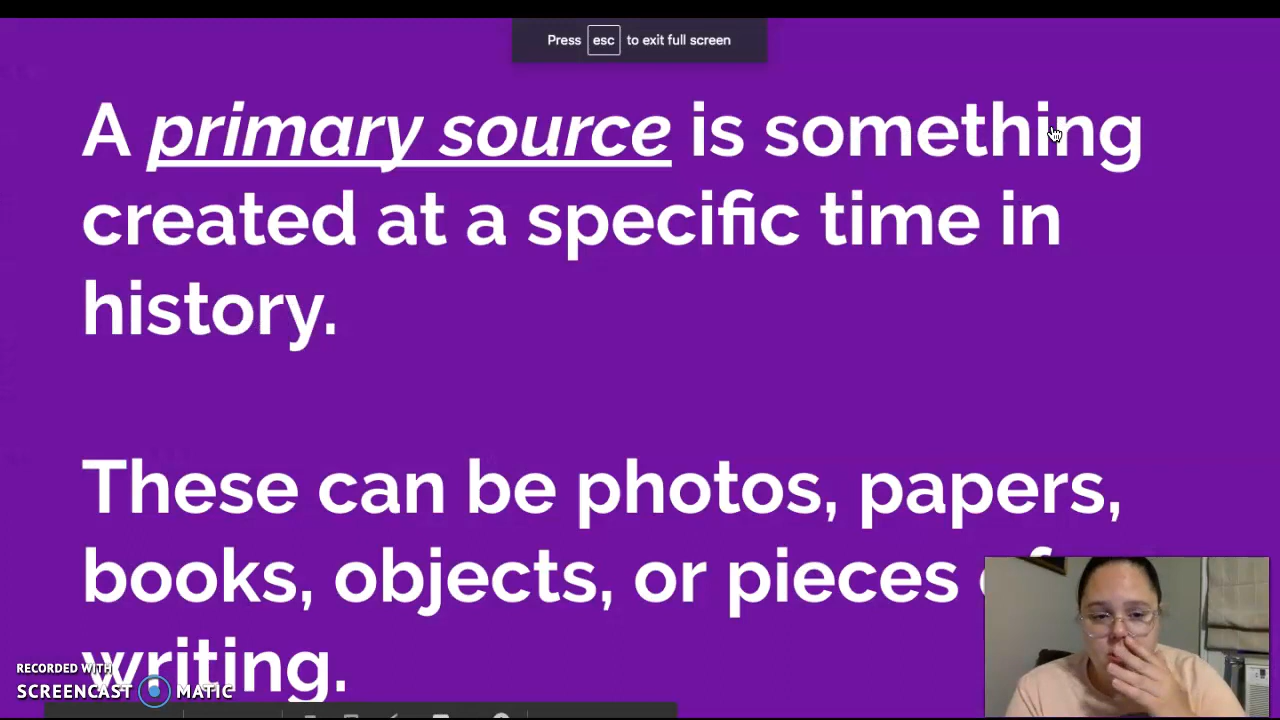 Press esc to exit full screen
A primary source is something
created at a specific time in
history.
These can be photos, papers,
books, objects, or pieces of
writing.
RECORDED WITH
SCREENCAST MATIC